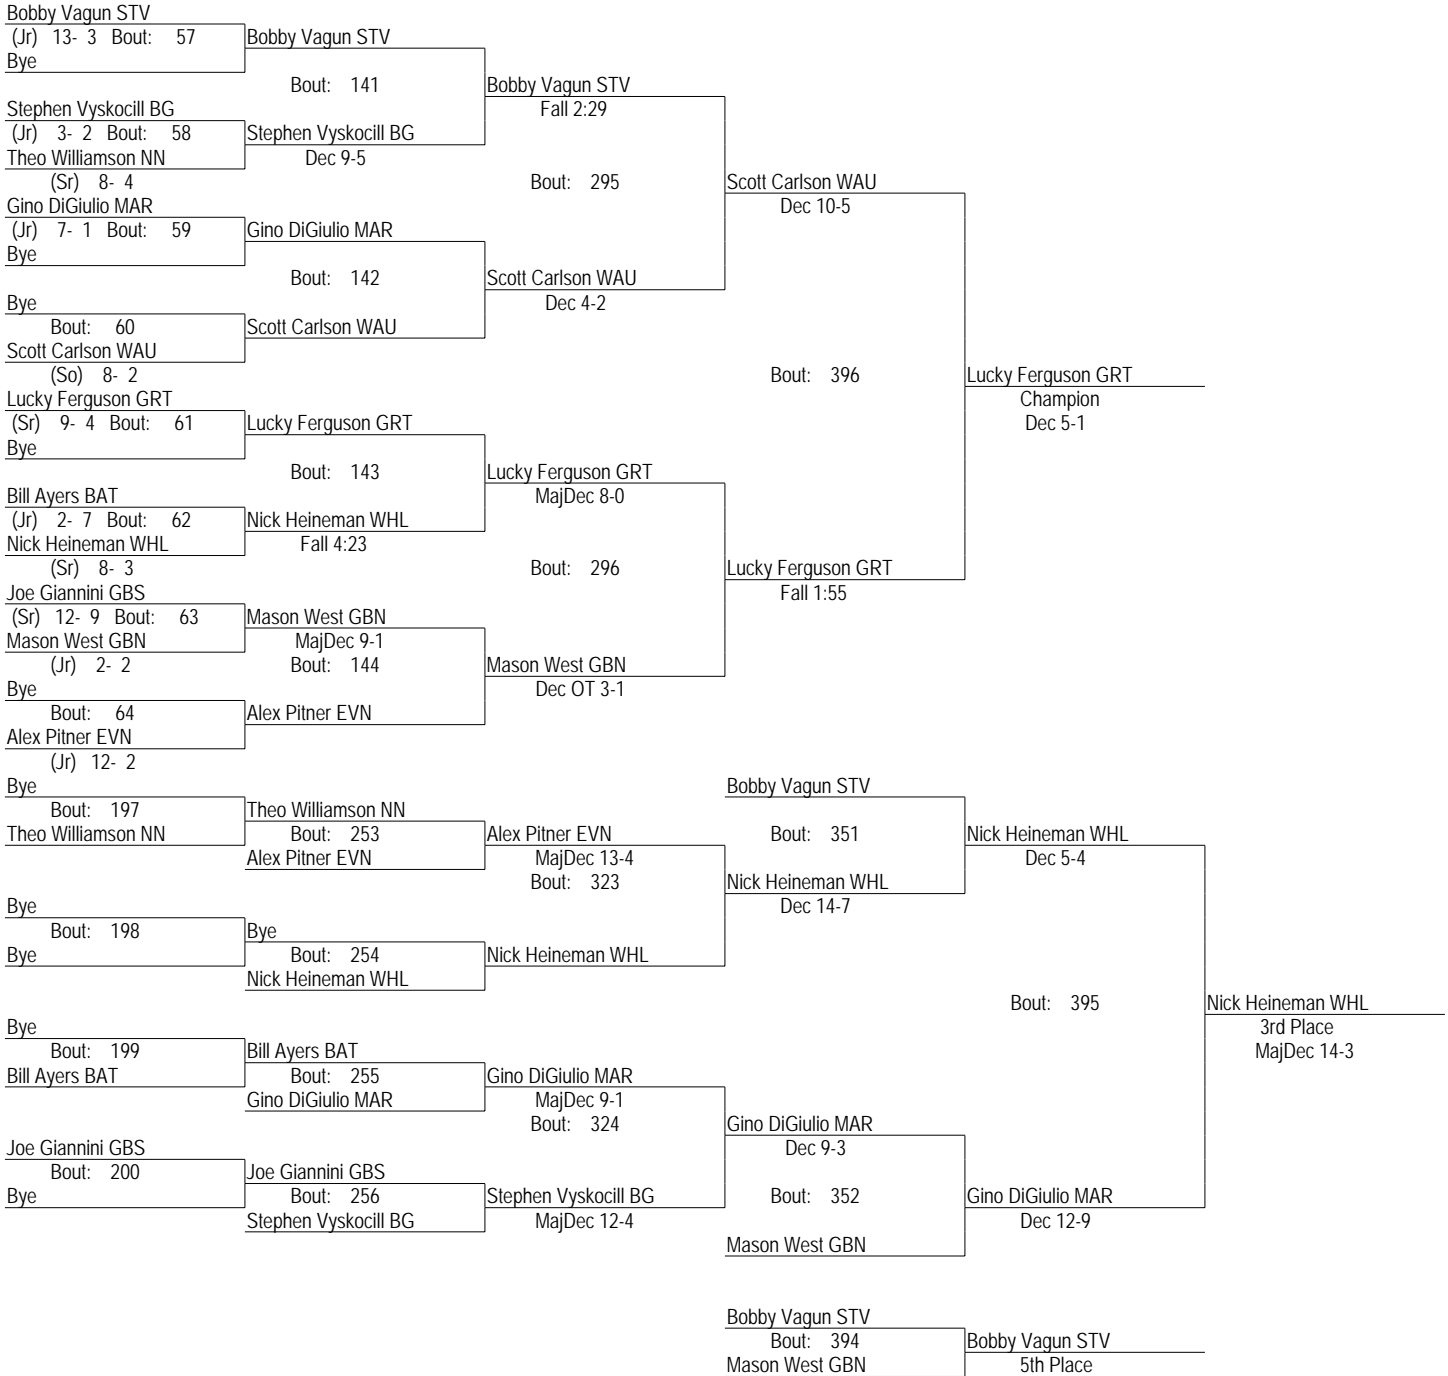 Bobby Vagun STV
(Jr) 13- 3 Bout: 57 Bobby Vagun STV
Bye
Bout: 141 Bobby Vagun STV
Stephen Vyskocill BG Fall 2:29
(Jr) 3- 2 Bout: 58 Stephen Vyskocill BG
Theo Williamson NN Dec 9-5
(Sr) 8- 4 Bout: 295 Scott Carlson WAU
Gino DiGiulio MAR Dec 10-5
(Jr) 7- 1 Bout: 59 Gino DiGiulio MAR
Bye
Bout: 142 Scott Carlson WAU
Bye Dec 4-2
Bout: 60 Scott Carlson WAU
Scott Carlson WAU
(So) 8- 2 Bout: 396 Lucky Ferguson GRT
Lucky Ferguson GRT Champion
(Sr) 9- 4 Bout: 61 Lucky Ferguson GRT Dec 5-1
Bye
Bout: 143 Lucky Ferguson GRT
Bill Ayers BAT MajDec 8-0
(Jr) 2- 7 Bout: 62 Nick Heineman WHL
Nick Heineman WHL Fall 4:23
(Sr) 8- 3 Bout: 296 Lucky Ferguson GRT
Joe Giannini GBS Fall 1:55
(Sr) 12- 9 Bout: 63 Mason West GBN
Mason West GBN MajDec 9-1
(Jr) 2- 2 Bout: 144 Mason West GBN
Bye Dec OT 3-1
Bout: 64 Alex Pitner EVN
Alex Pitner EVN
(Jr) 12- 2
Bye Bobby Vagun STV
Bout: 197 Theo Williamson NN
Theo Williamson NN Bout: 253 Alex Pitner EVN Bout: 351 Nick Heineman WHL
Alex Pitner EVN MajDec 13-4 Dec 5-4
Bout: 323 Nick Heineman WHL
Bye Dec 14-7
Bout: 198 Bye
Bye Bout: 254 Nick Heineman WHL
Nick Heineman WHL
Bout: 395 Nick Heineman WHL
Bye 3rd Place
Bout: 199 Bill Ayers BAT MajDec 14-3
Bill Ayers BAT Bout: 255 Gino DiGiulio MAR
Gino DiGiulio MAR MajDec 9-1
Bout: 324 Gino DiGiulio MAR
Joe Giannini GBS Dec 9-3
Bout: 200 Joe Giannini GBS
Bye Bout: 256 Stephen Vyskocill BG Bout: 352 Gino DiGiulio MAR
Stephen Vyskocill BG MajDec 12-4 Dec 12-9
Mason West GBN
Bobby Vagun STV
Bout: 394 Bobby Vagun STV
Mason West GBN 5th Place